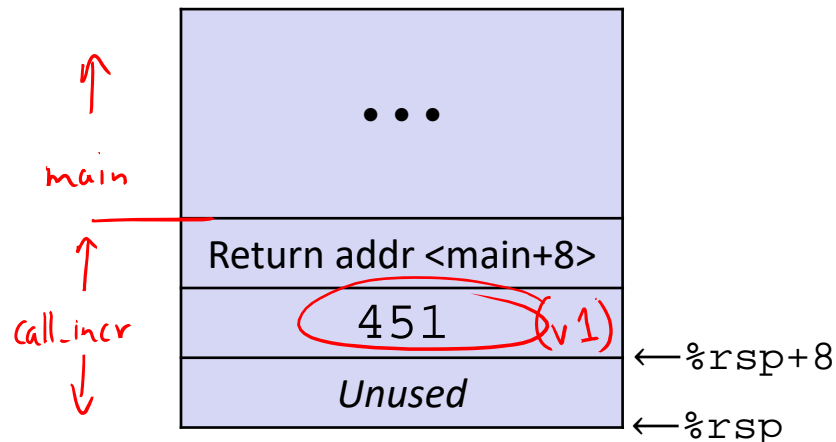 •••
main
Return addr <main+8>
call_incr
451 (v1)
←%rsp+8
Unused
←%rsp